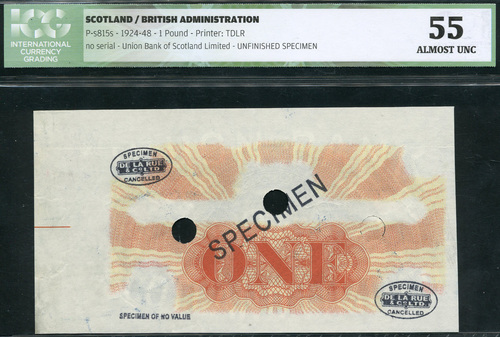 ICG
INTERNATIONAL
CURRENCY
GRADING
SCOTLAND / BRITISH ADMINISTRATION
P-s815s - 1924-48 - 1 Pound - Printer: TDLR
no serial - Union Bank of Scotland Limited - UNFINISHED SPECIMEN
55
ALMOST UNC
SPECIMEN
DE LA RUE
& CO LTD
CANCELLED
SPECIMEN
ONE
SPECIMEN
DE LA RUE
& CO LTD
CANCELLED
SPECIMEN OF NO VALUE